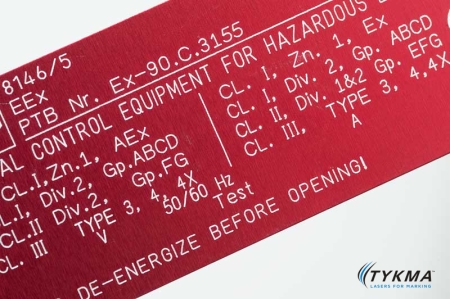 8146/5
EEx
PTB Nr. Ex-90.C.3155
AL CONTROL EQUIPMENT FOR HAZARDOUS
CL.I,Zn.1, AEx
CL.I,Div.2, Gp.ABCD
CL.II,Div.2, Gp.FG
CL. III TYPE 3, 4,4X
V 50/60 Hz
Test
CL. I, Zn. 1, Ex
CL. I, Div. 2, Gp. ABCD
CL. II, Div. 1&2 Gp. EFG
CL. III, TYPE 3, 4,4X
A
DE-ENERGIZE BEFORE OPENING!
TYKMA
LASERS FOR MARKING